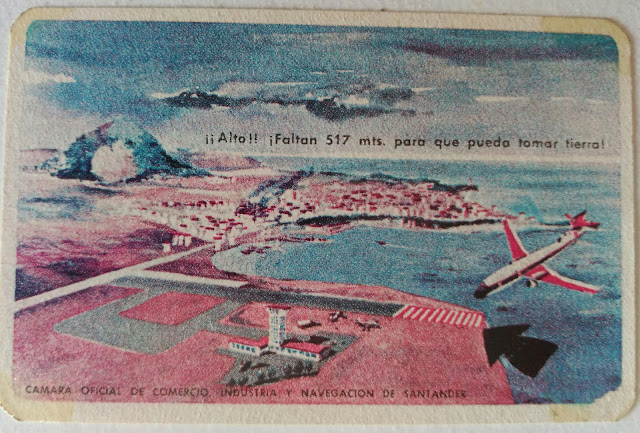 ¡¡Alto!! ¡Faltan 517 mts. para que pueda tomar tierra!
CAMARA OFICIAL DE COMERCIO, INDUSTRIA Y NAVEGACION DE SANTANDER